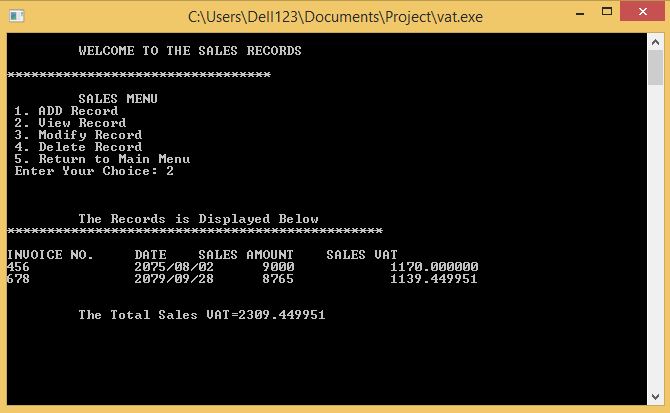 C:\Users\Dell123\Documents\Project\vat.exe
WELCOME TO THE SALES RECORDS
*********************************
SALES MENU
1. ADD Record
2. View Record
3. Modify Record
4. Delete Record
5. Return to Main Menu
Enter Your Choice: 2
The Records is Displayed Below
***********************************************
INVOICE NO. DATE SALES AMOUNT SALES VAT
456 2075/08/02 9000 1170.000000
678 2079/09/28 8765 1139.449951
The Total Sales VAT=2309.449951